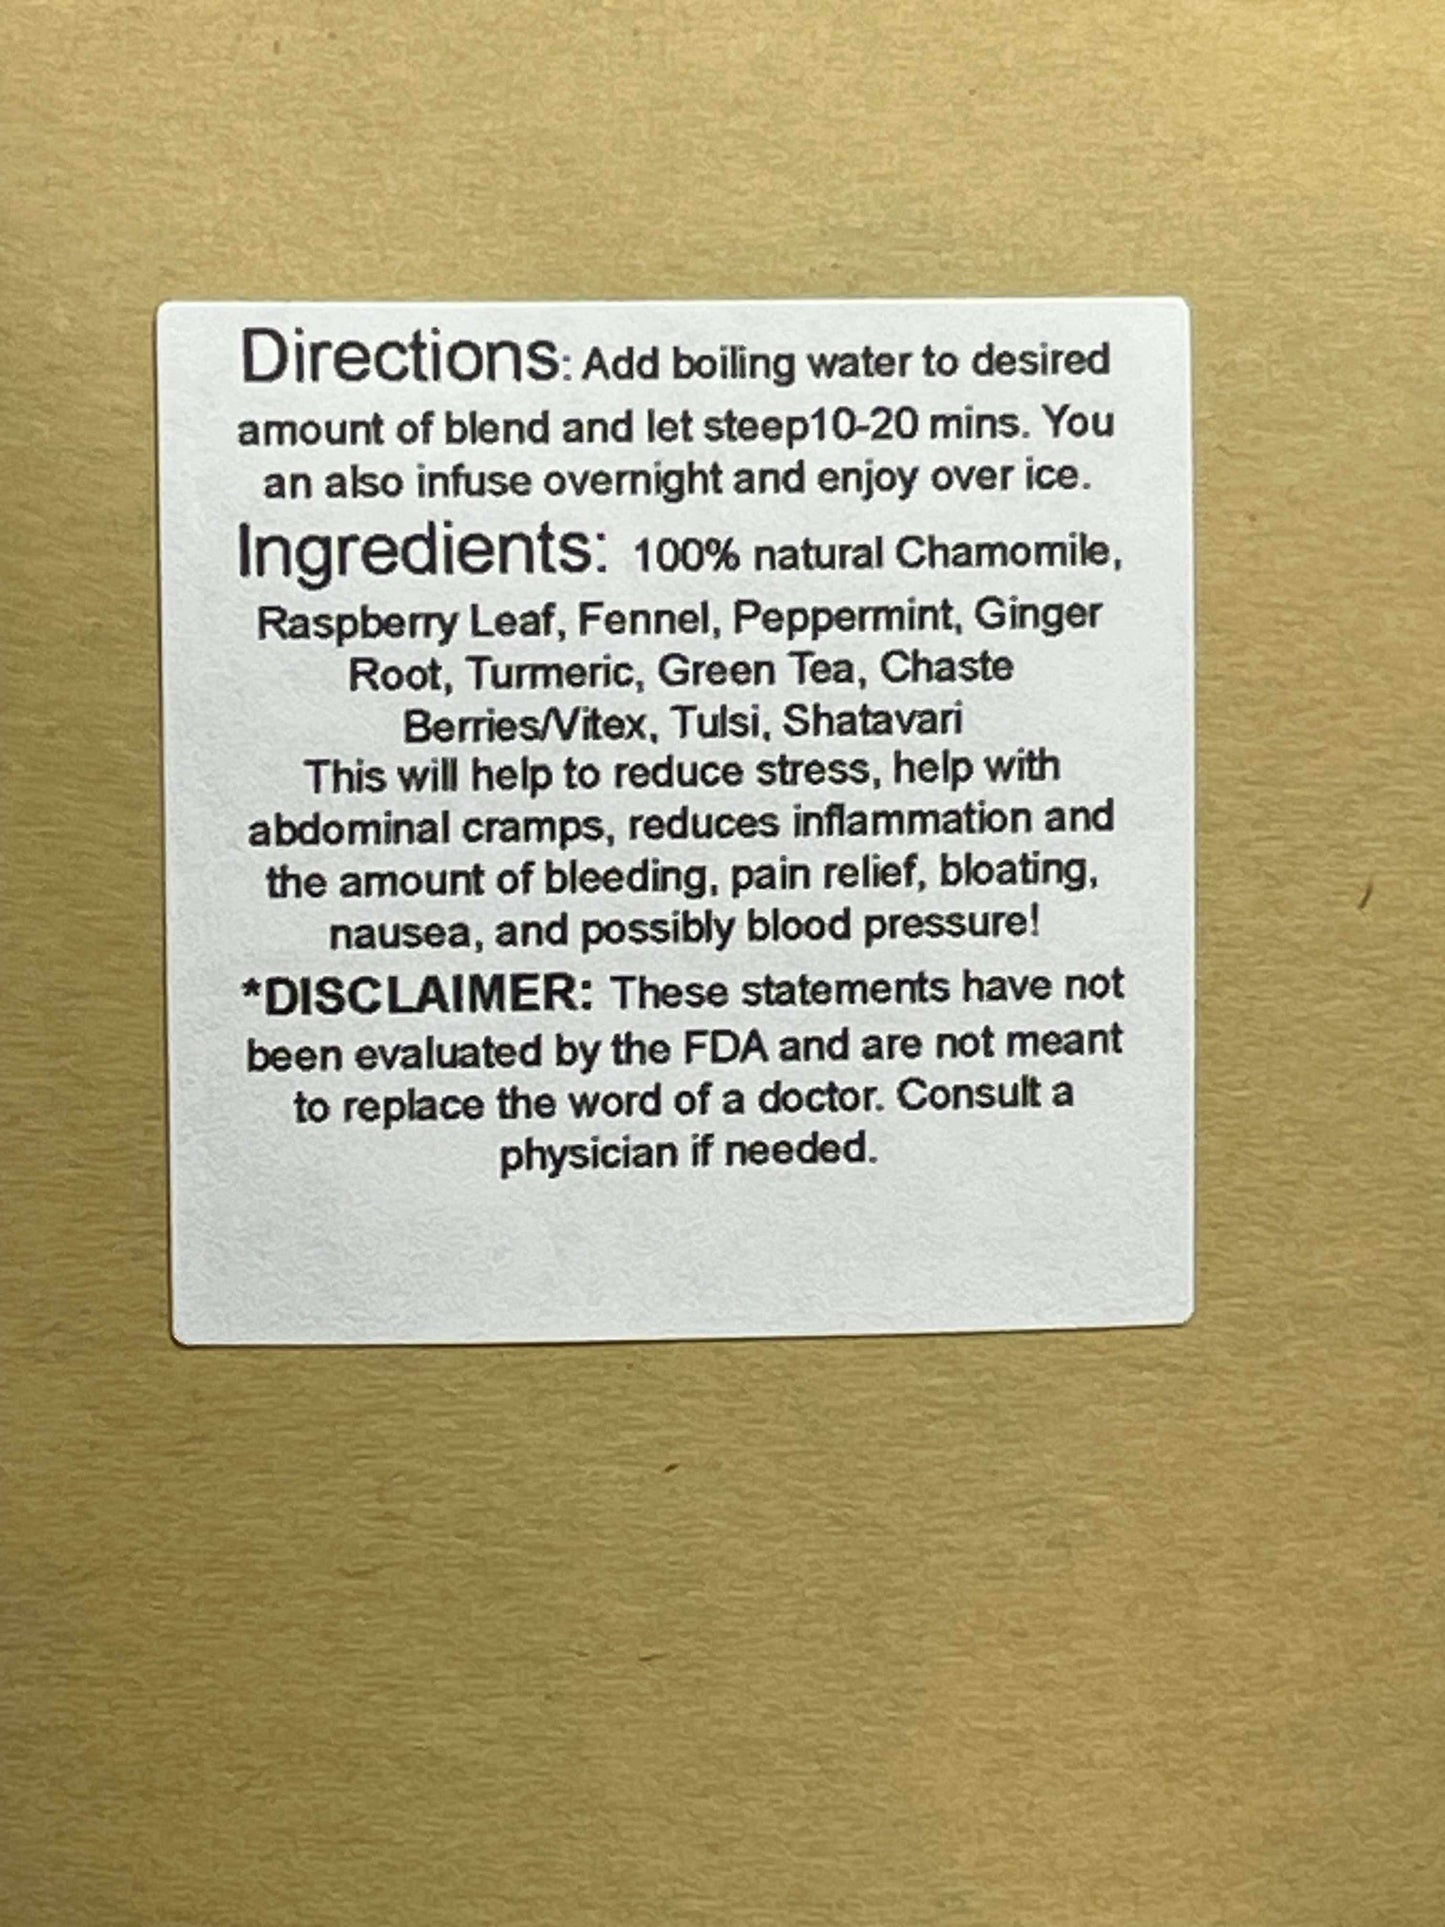 Directions: Add boiling water to desired
amount of blend and let steep10-20 mins. You
an also infuse overnight and enjoy over ice.
Ingredients: 100% natural Chamomile,
Raspberry Leaf, Fennel, Peppermint, Ginger
Root, Turmeric, Green Tea, Chaste
Berries/Vitex, Tulsi, Shatavari
This will help to reduce stress, help with
abdominal cramps, reduces inflammation and
the amount of bleeding, pain relief, bloating,
nausea, and possibly blood pressure!
*DISCLAIMER: These statements have not
been evaluated by the FDA and are not meant
to replace the word of a doctor. Consult a
physician if needed.